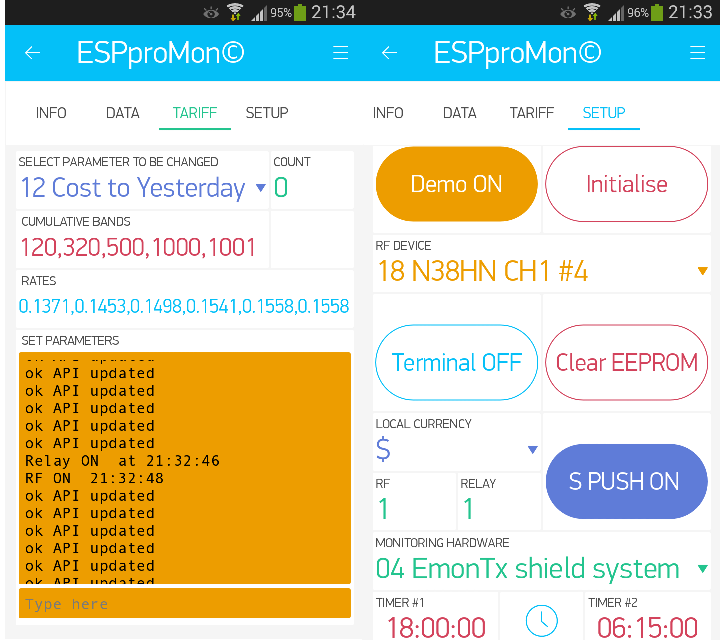 95% 21:34
ESPproMon©
INFO DATA TARIFF SETUP
SELECT PARAMETER TO BE CHANGED COUNT
12 Cost to Yesterday 0
CUMULATIVE BANDS
120,320,500,1000,1001
RATES
0.1371,0.1453,0.1498,0.1541,0.1558,0.1558
SET PARAMETERS
ok API updated
ok API updated
ok API updated
ok API updated
ok API updated
ok API updated
Relay ON at 21:32:46
RF ON 21:32:48
ok API updated
ok API updated
ok API updated
ok API updated
ok API updated
ok API updated
Type here
96% 21:33
ESPproMon©
INFO DATA TARIFF SETUP
Demo ON Initialise
RF DEVICE
18 N38HN CH1 #4
Terminal OFF Clear EEPROM
LOCAL CURRENCY
$
S PUSH ON
RF RELAY
1 1
MONITORING HARDWARE
04 EmonTx shield system
TIMER #1 TIMER #2
18:00:00 06:15:00